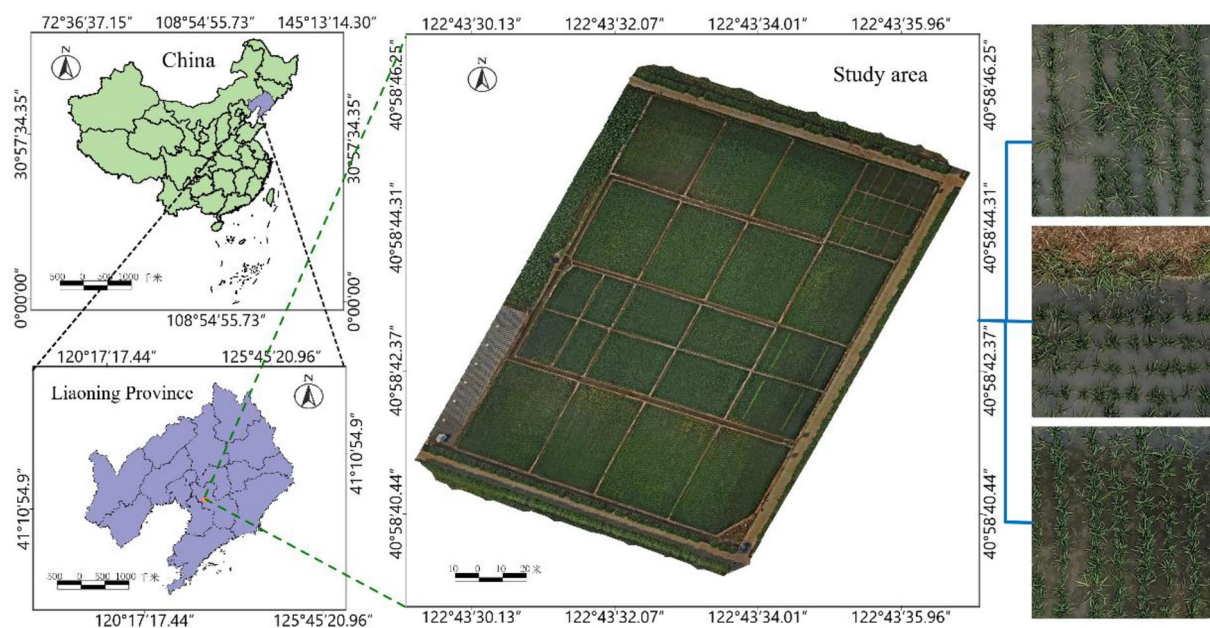 72°36′37.15″ 108°54′55.73″ 145°13′14.30″
N
China
30°57′34.35″
30°57′34.35″
0°00′00″
0°00′00″
500 0 500 1000 千米
108°54′55.73″
120°17′17.44″ 125°45′20.96″
Liaoning Province
N
41°10′54.9″
41°10′54.9″
500 0 500 1000 千米
120°17′17.44″ 125°45′20.96″
122°43′30.13″ 122°43′32.07″ 122°43′34.01″ 122°43′35.96″
N
Study area
40°58′46.25″
40°58′44.31″
40°58′42.37″
40°58′40.44″
40°58′46.25″
40°58′44.31″
40°58′42.37″
40°58′40.44″
10 0 10 20米
122°43′30.13″ 122°43′32.07″ 122°43′34.01″ 122°43′35.96″